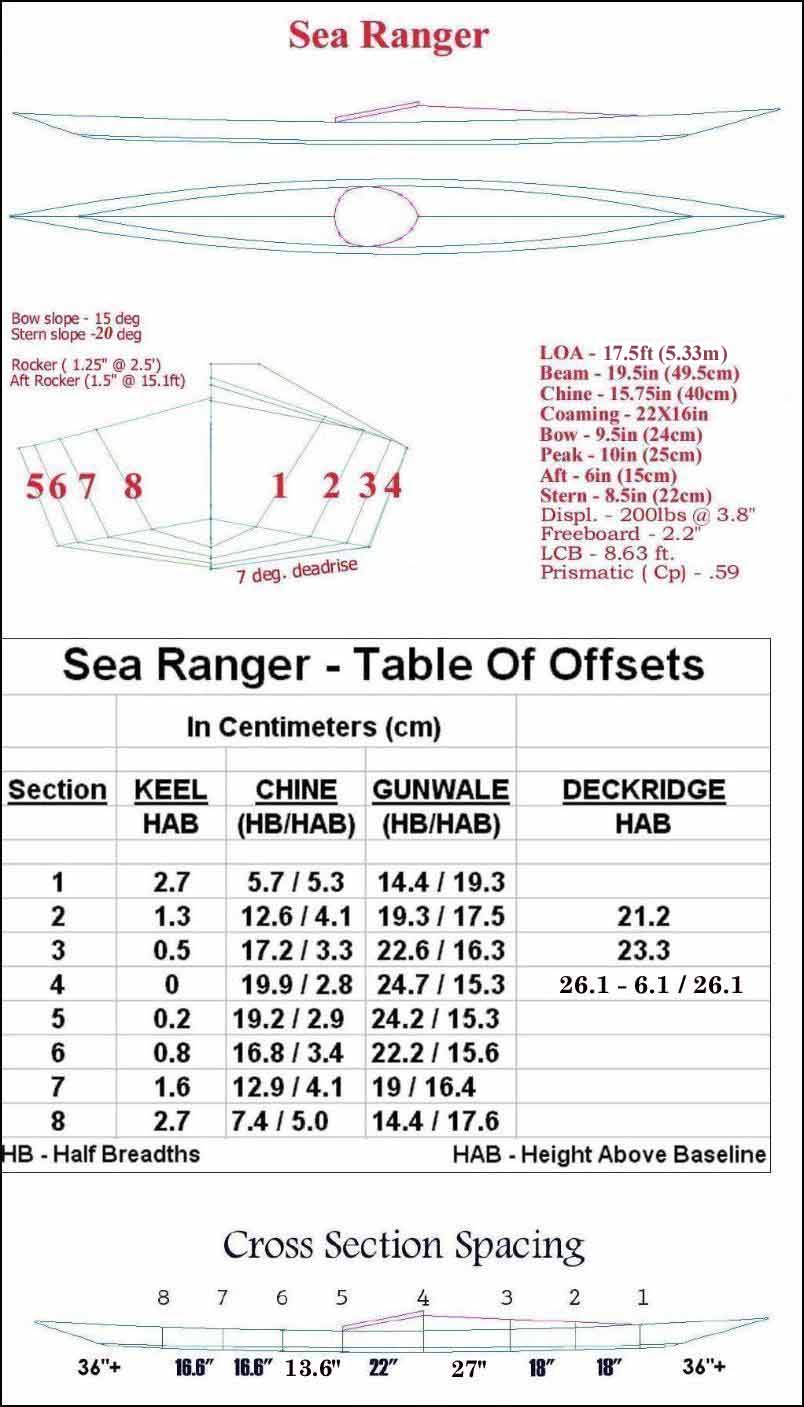 Sea Ranger
Bow slope - 15 deg
Stern slope -20 deg
Rocker ( 1.25" @ 2.5')
Aft Rocker (1.5" @ 15.1ft)
5 6 7 8 1 2 3 4
7 deg. deadrise
LOA - 17.5ft (5.33m)
Beam - 19.5in (49.5cm)
Chine - 15.75in (40cm)
Coaming - 22X16in
Bow - 9.5in (24cm)
Peak - 10in (25cm)
Aft - 6in (15cm)
Stern - 8.5in (22cm)
Displ. - 200lbs @ 3.8"
Freeboard - 2.2"
LCB - 8.63 ft.
Prismatic ( Cp) - .59
Sea Ranger - Table Of Offsets
In Centimeters (cm)
Section KEEL CHINE GUNWALE DECKRIDGE
HAB (HB/HAB) (HB/HAB) HAB
1 2.7 5.7 / 5.3 14.4 / 19.3
2 1.3 12.6 / 4.1 19.3 / 17.5 21.2
3 0.5 17.2 / 3.3 22.6 / 16.3 23.3
4 0 19.9 / 2.8 24.7 / 15.3 26.1 - 6.1 / 26.1
5 0.2 19.2 / 2.9 24.2 / 15.3
6 0.8 16.8 / 3.4 22.2 / 15.6
7 1.6 12.9 / 4.1 19 / 16.4
8 2.7 7.4 / 5.0 14.4 / 17.6
HB - Half Breadths HAB - Height Above Baseline
Cross Section Spacing
8 7 6 5 4 3 2 1
36"+ 16.6" 16.6" 13.6" 22" 27" 18" 18" 36"+